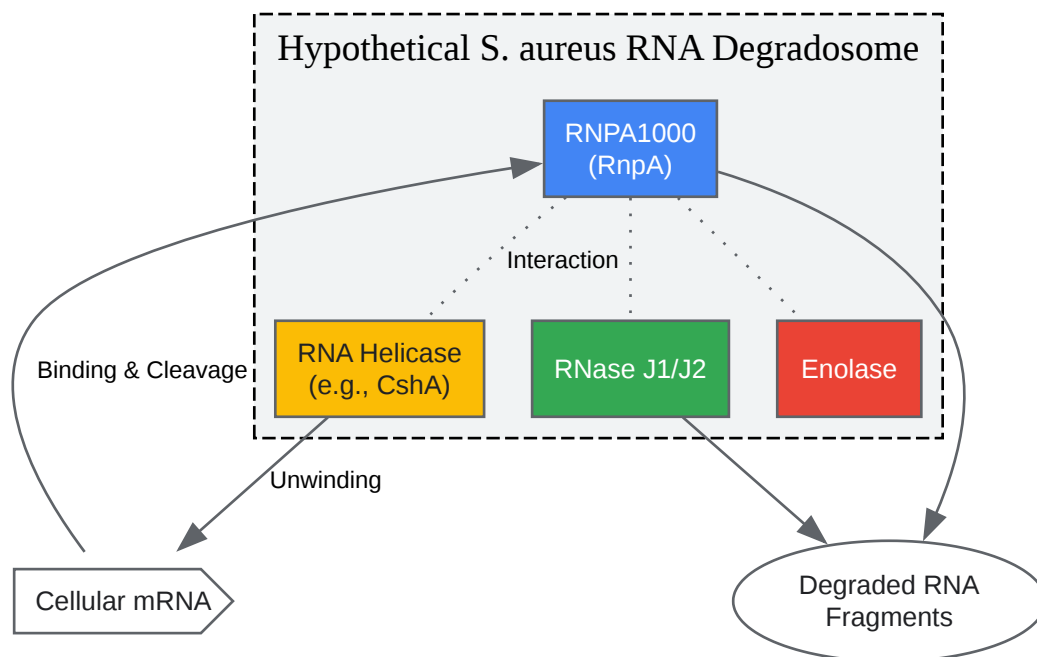 Hypothetical S. aureus RNA Degradosome
RNPA1000
(RnpA)
Interaction
RNA Helicase
(e.g., CshA)
RNase J1/J2
Enolase
Binding & Cleavage
Unwinding
Cellular mRNA
Degraded RNA
Fragments